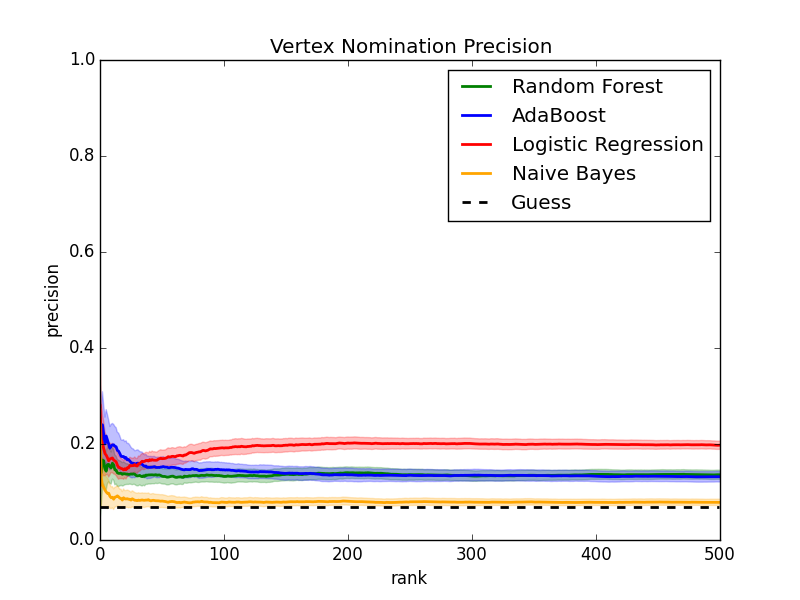 Vertex Nomination Precision
1.0
0.8
0.6
0.4
0.2
0.0
precision
Random Forest
AdaBoost
Logistic Regression
Naive Bayes
Guess
0 100 200 300 400 500
rank